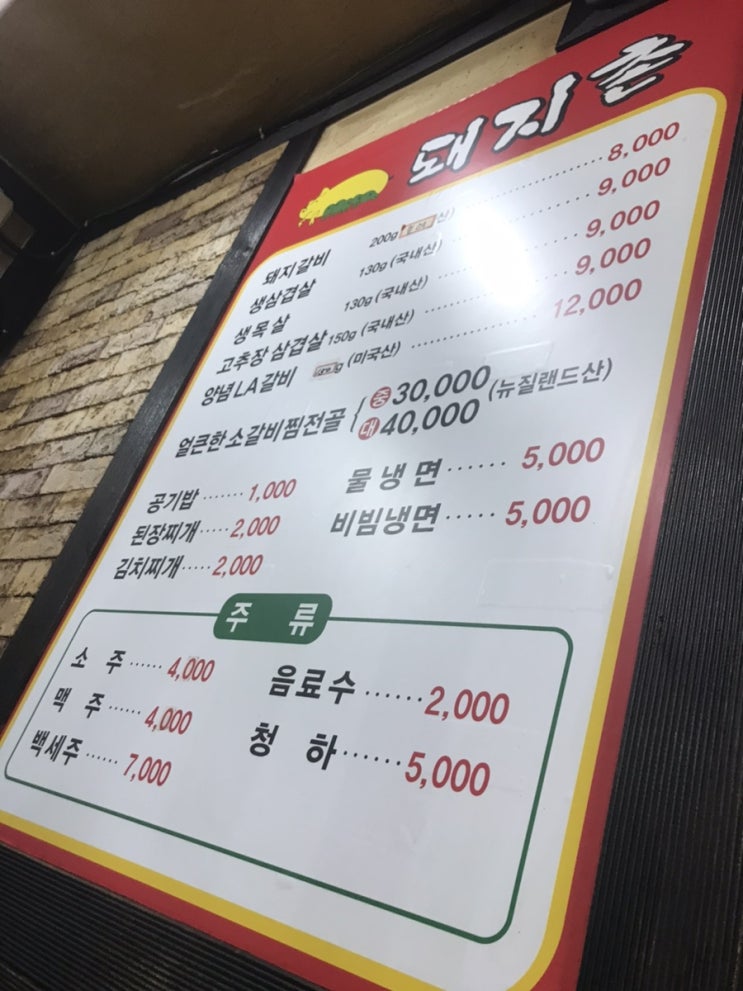 돼지촌
돼지갈비 200g 산) 8,000
생삼겹살 130g (국내산) 9,000
생목살 130g (국내산) 9,000
고추장 삼겹살 150g (국내산) 9,000
양념LA갈비 (미국산) 12,000
얼큰한소갈비찜전골 中 30,000 (뉴질랜드산)
대 40,000
공기밥 1,000 물냉면 5,000
된장찌개 2,000 비빔냉면 5,000
김치찌개 2,000
주 류
소 주 4,000 음료수 2,000
맥 주 4,000 청 하 5,000
백세주 7,000